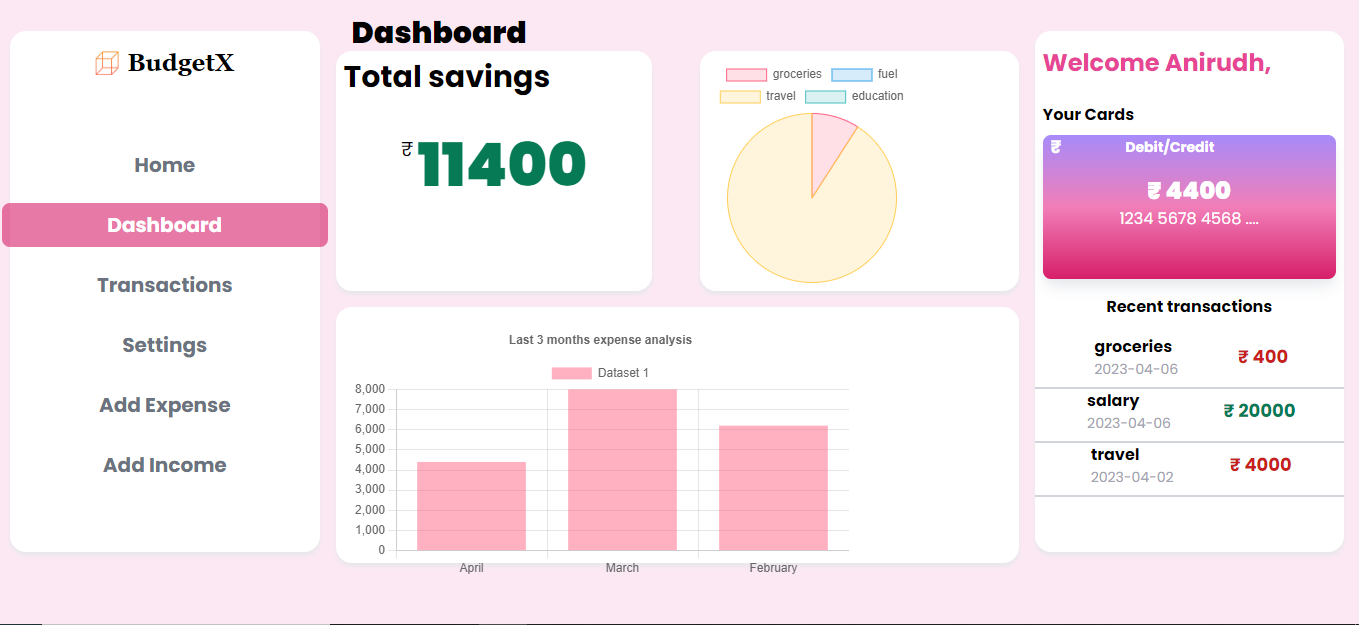 BudgetX
Home
Dashboard
Transactions
Settings
Add Expense
Add Income
Dashboard
Total savings
₹11400
groceries fuel
travel education
Last 3 months expense analysis
Dataset 1
8,000
7,000
6,000
5,000
4,000
3,000
2,000
1,000
0
April March February
Welcome Anirudh,
Your Cards
₹ Debit/Credit
₹ 4400
1234 5678 4568 ....
Recent transactions
groceries ₹ 400
2023-04-06
salary ₹ 20000
2023-04-06
travel ₹ 4000
2023-04-02